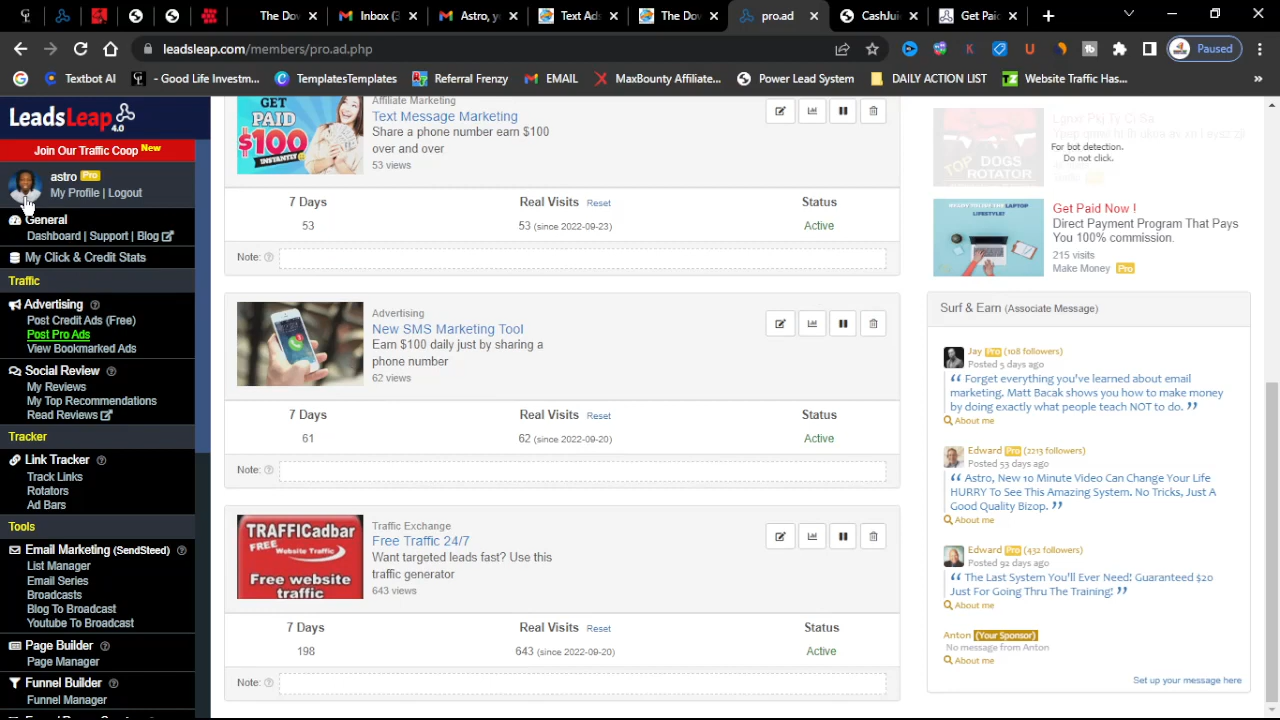 The Do
Inbox (3
Astro, y
Text Ads
The Dov
pro.ad
CashJui
Get Paid
leadsleap.com/members/pro.ad.php
Paused
Textbot AI
- Good Life Investm...
TemplatesTemplates
Referral Frenzy
EMAIL
MaxBounty Affiliate...
Power Lead System
DAILY ACTION LIST
Website Traffic Has...
LeadsLeap
4.0
Join Our Traffic Coop New
astro Pro
My Profile | Logout
General
Dashboard | Support | Blog
My Click & Credit Stats
Traffic
Advertising
Post Credit Ads (Free)
Post Pro Ads
View Bookmarked Ads
Social Review
My Reviews
My Top Recommendations
Read Reviews
Tracker
Link Tracker
Track Links
Rotators
Ad Bars
Tools
Email Marketing (SendSteed)
List Manager
Email Series
Broadcasts
Blog To Broadcast
Youtube To Broadcast
Page Builder
Page Manager
Funnel Builder
Funnel Manager
GET
PAID
$100
INSTANTLY
Affiliate Marketing
Text Message Marketing
Share a phone number earn $100
over and over
53 views
7 Days
Real Visits Reset
Status
53
53 (since 2022-09-23)
Active
Note:
Advertising
New SMS Marketing Tool
Earn $100 daily just by sharing a
phone number
62 views
7 Days
Real Visits Reset
Status
61
62 (since 2022-09-20)
Active
Note:
TRAFFICadbar
FREE Website Traffic
Free website
traffic
Traffic Exchange
Free Traffic 24/7
Want targeted leads fast? Use this
traffic generator
643 views
7 Days
Real Visits Reset
Status
198
643 (since 2022-09-20)
Active
Note:
TOP DOGS
ROTATOR
For bot detection.
Do not click.
Get Paid Now !
Direct Payment Program That Pays
You 100% commission.
215 visits
Make Money Pro
Surf & Earn (Associate Message)
Jay Pro (108 followers)
Posted 5 days ago
“ Forget everything you've learned about email
marketing. Matt Bacak shows you how to make money
by doing exactly what people teach NOT to do. ”
About me
Edward Pro (2213 followers)
Posted 53 days ago
“ Astro, New 10 Minute Video Can Change Your Life
HURRY To See This Amazing System. No Tricks, Just A
Good Quality Bizop. ”
About me
Edward Pro (432 followers)
Posted 92 days ago
“ The Last System You'll Ever Need! Guaranteed $20
Just For Going Thru The Training! ”
About me
Anton (Your Sponsor)
No message from Anton
About me
Set up your message here